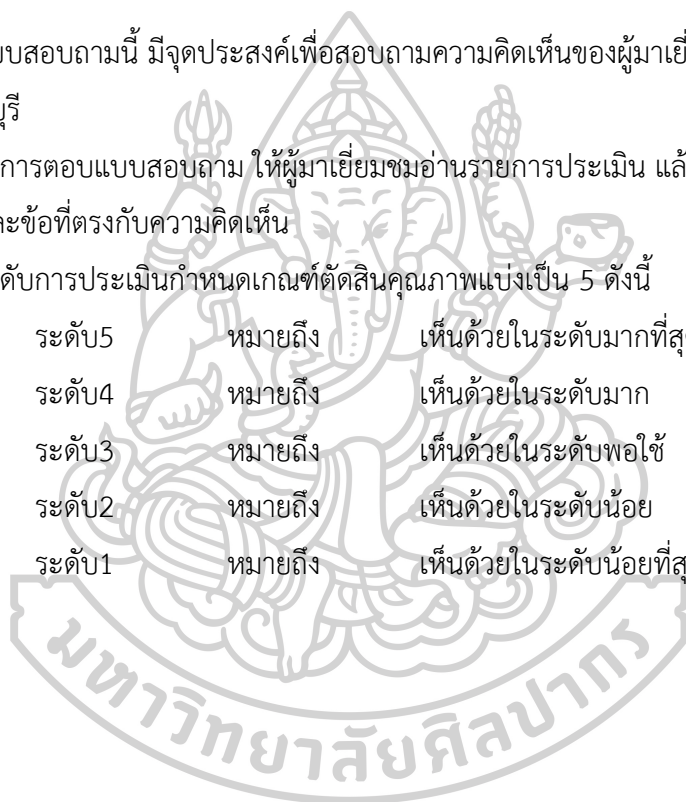 บบสอบถามนี้ มีจุดประสงค์เพื่อสอบถามความคิดเห็นของผู้มาเยี่
บุรี
การตอบแบบสอบถาม ให้ผู้มาเยี่ยมชมอ่านรายการประเมิน แล้
ละข้อที่ตรงกับความคิดเห็น
ดับการประเมินกำหนดเกณฑ์ตัดสินคุณภาพแบ่งเป็น 5 ดังนี้
ระดับ5 หมายถึง เห็นด้วยในระดับมากที่สุ
ระดับ4 หมายถึง เห็นด้วยในระดับมาก
ระดับ3 หมายถึง เห็นด้วยในระดับพอใช้
ระดับ2 หมายถึง เห็นด้วยในระดับน้อย
ระดับ1 หมายถึง เห็นด้วยในระดับน้อยที่สุ
มหาวิทยาลัยศิลปากร